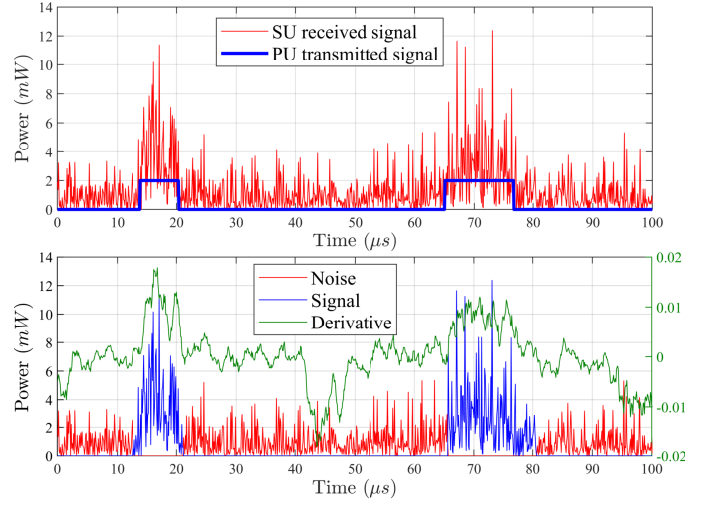 14
12
10
8
6
4
2
0
Power (mW)
SU received signal
PU transmitted signal
0 10 20 30 40 50 60 70 80 90 100
Time (μs)
14
12
10
8
6
4
2
0
Power (mW)
Noise
Signal
Derivative
0.02
0.01
0
-0.01
-0.02
0 10 20 30 40 50 60 70 80 90 100
Time (μs)